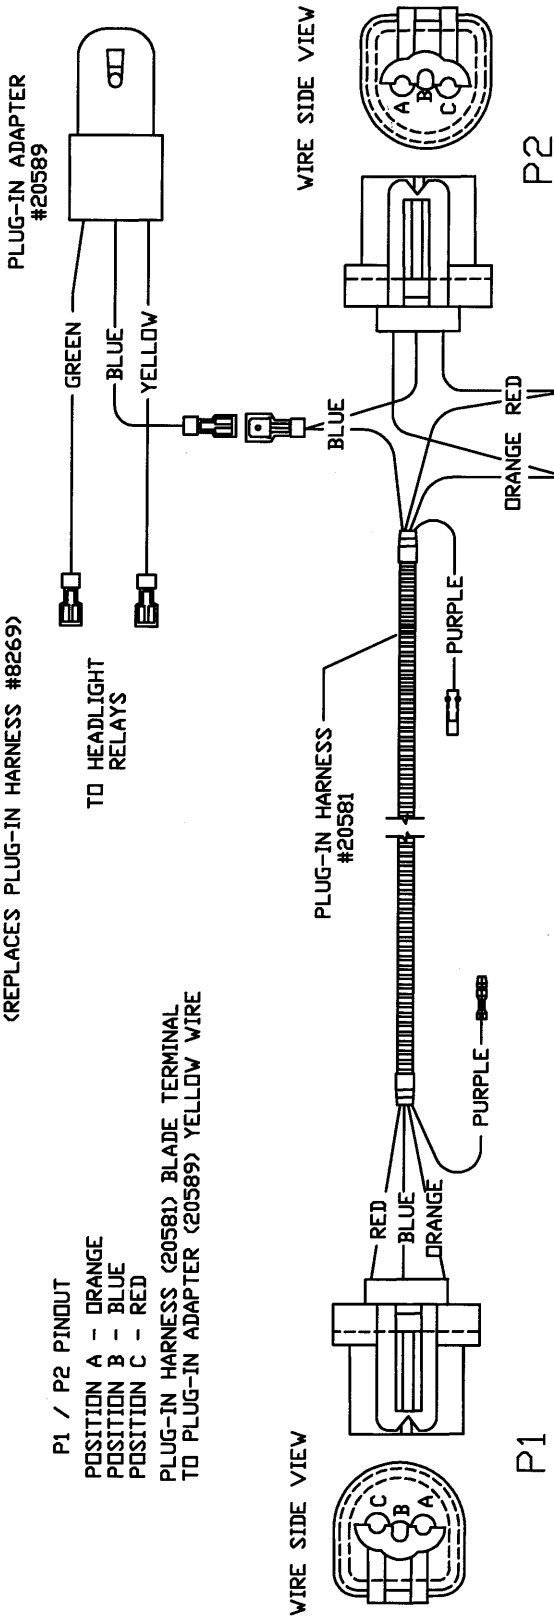 (REPLACES PLUG-IN HARNESS #8269)
PLUG-IN ADAPTER
#20589
GREEN
BLUE
YELLOW
TO HEADLIGHT
RELAYS
P1 / P2 PINOUT
POSITION A - ORANGE
POSITION B - BLUE
POSITION C - RED
PLUG-IN HARNESS (20581) BLADE TERMINAL
TO PLUG-IN ADAPTER (20589) YELLOW WIRE
WIRE SIDE VIEW
C
B
A
P1
RED
BLUE
ORANGE
PURPLE
PLUG-IN HARNESS
#20581
PURPLE
BLUE
ORANGE
RED
WIRE SIDE VIEW
A
B
C
P2